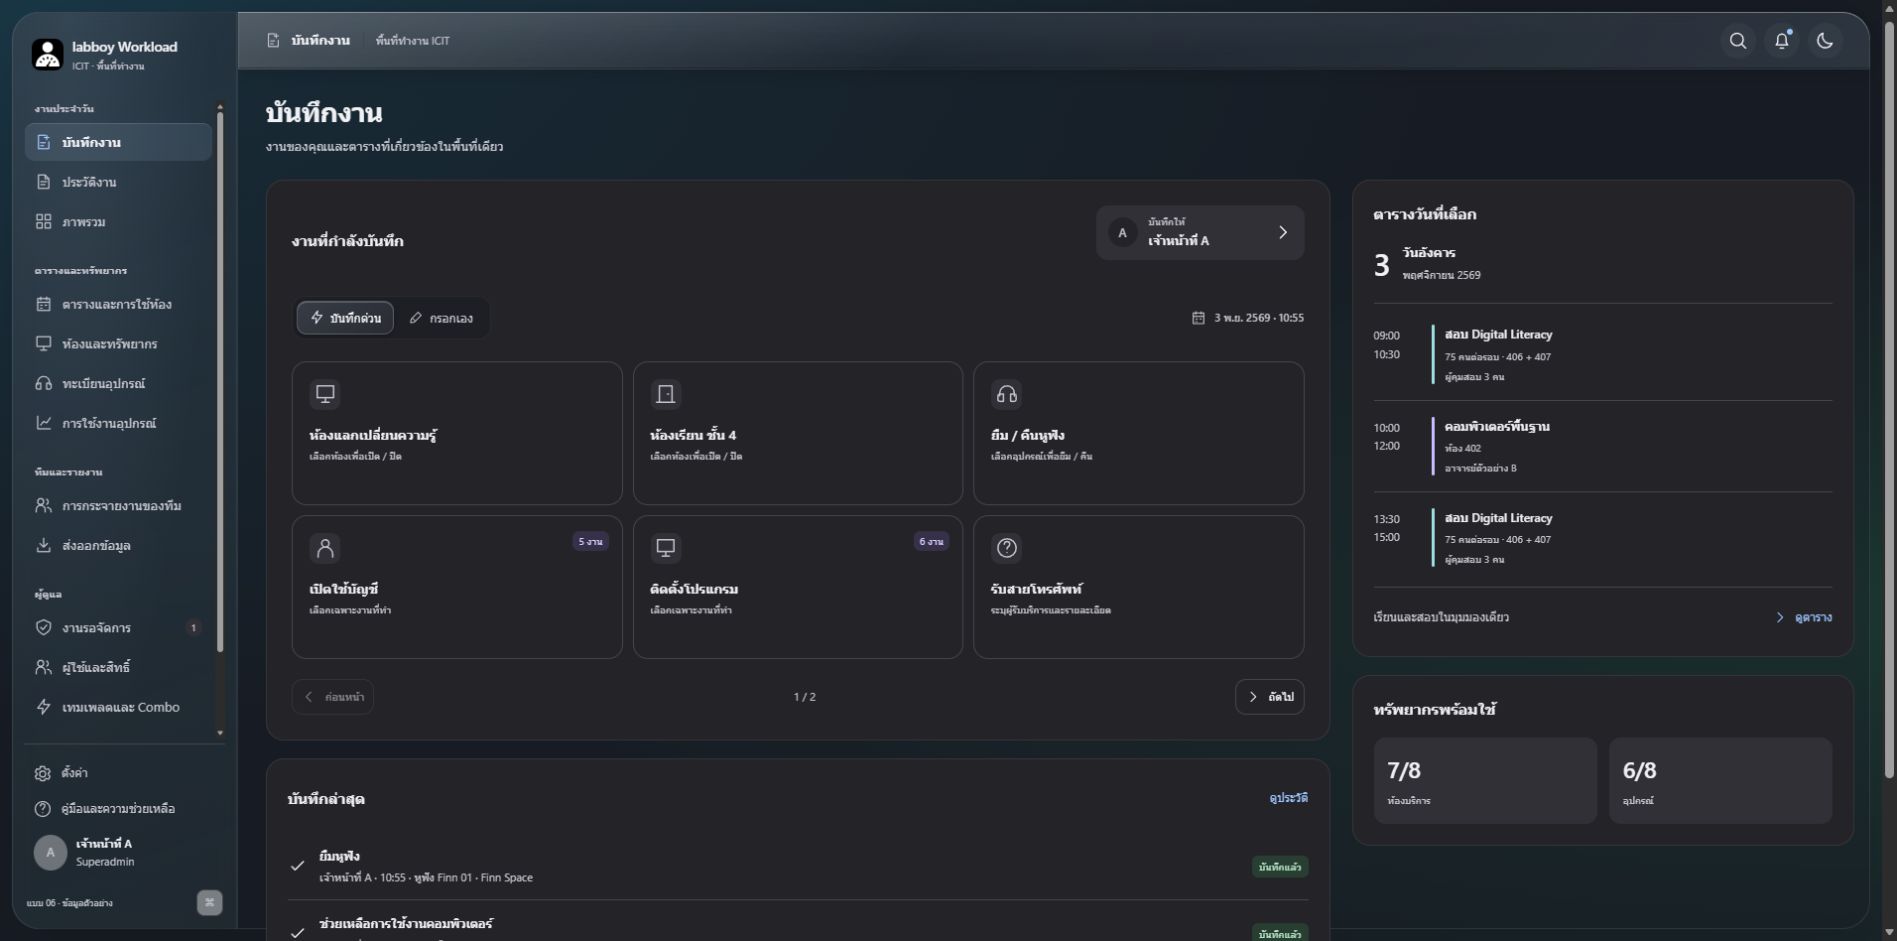 labboy Workload
ICIT · พื้นที่ทำงาน
งานประจำวัน
บันทึกงาน
ประวัติงาน
ภาพรวม
ตารางและทรัพยากร
ตารางและการใช้ห้อง
ห้องและทรัพยากร
ทะเบียนอุปกรณ์
การใช้งานอุปกรณ์
ทีมและรายงาน
การกระจายงานของทีม
ส่งออกข้อมูล
ผู้ดูแล
งานรอจัดการ 1
ผู้ใช้และสิทธิ์
เทมเพลตและ Combo
ตั้งค่า
คู่มือและความช่วยเหลือ
A
เจ้าหน้าที่ A
Superadmin
แบบ 06 · ข้อมูลตัวอย่าง
⌘
บันทึกงาน พื้นที่ทำงาน ICIT
บันทึกงาน
งานของคุณและตารางที่เกี่ยวข้องในพื้นที่เดียว
งานที่กำลังบันทึก
A
บันทึกให้
เจ้าหน้าที่ A
บันทึกด่วน กรอกเอง
3 พ.ย. 2569 · 10:55
ห้องแลกเปลี่ยนความรู้
เลือกห้องเพื่อเปิด / ปิด
ห้องเรียน ชั้น 4
เลือกห้องเพื่อเปิด / ปิด
ยืม / คืนหูฟัง
เลือกอุปกรณ์เพื่อยืม / คืน
5 งาน
เปิดใช้บัญชี
เลือกเฉพาะงานที่ทำ
6 งาน
ติดตั้งโปรแกรม
เลือกเฉพาะงานที่ทำ
รับสายโทรศัพท์
ระบุผู้รับบริการและรายละเอียด
ก่อนหน้า
1 / 2
ถัดไป
บันทึกล่าสุด
ดูประวัติ
ยืมหูฟัง
เจ้าหน้าที่ A · 10:55 · หูฟัง Finn 01 · Finn Space
บันทึกแล้ว
ช่วยเหลือการใช้งานคอมพิวเตอร์
บันทึกแล้ว
ตารางวันที่เลือก
3
วันอังคาร
พฤศจิกายน 2569
09:00
10:30
สอบ Digital Literacy
75 คนต่อรอบ · 406 + 407
ผู้คุมสอบ 3 คน
10:00
12:00
คอมพิวเตอร์พื้นฐาน
ห้อง 402
อาจารย์ตัวอย่าง B
13:30
15:00
สอบ Digital Literacy
75 คนต่อรอบ · 406 + 407
ผู้คุมสอบ 3 คน
เรียนและสอบในมุมมองเดียว
ดูตาราง
ทรัพยากรพร้อมใช้
7/8
ห้องบริการ
6/8
อุปกรณ์